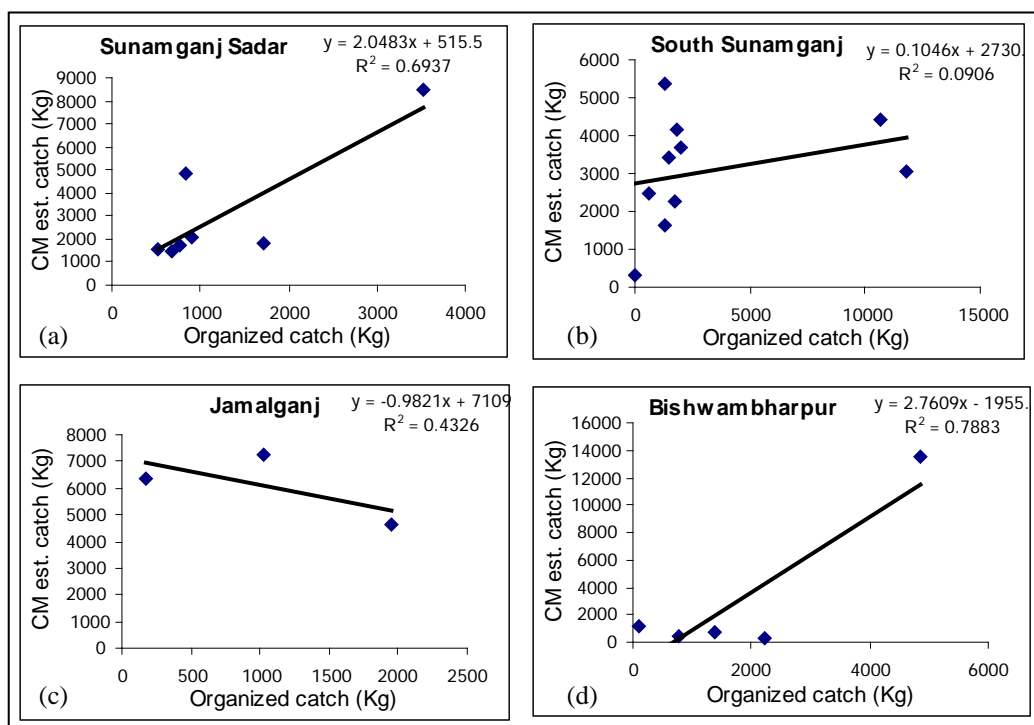 Sunamganj Sadar
y = 2.0483x + 515.5
R² = 0.6937
CM est. catch (Kg)
9000
8000
7000
6000
5000
4000
3000
2000
1000
0
0 1000 2000 3000 4000
Organized catch (Kg)
(a)
South Sunamganj
y = 0.1046x + 2730.
R² = 0.0906
CM est. catch (Kg)
6000
5000
4000
3000
2000
1000
0
0 5000 10000 15000
Organized catch (Kg)
(b)
Jamalganj
y = -0.9821x + 7109
R² = 0.4326
CM est. catch (Kg)
8000
7000
6000
5000
4000
3000
2000
1000
0
0 500 1000 1500 2000 2500
Organized catch (Kg)
(c)
Bishwambharpur
y = 2.7609x - 1955.
R² = 0.7883
CM est. catch (Kg)
16000
14000
12000
10000
8000
6000
4000
2000
0
0 2000 4000 6000
Organized catch (Kg)
(d)